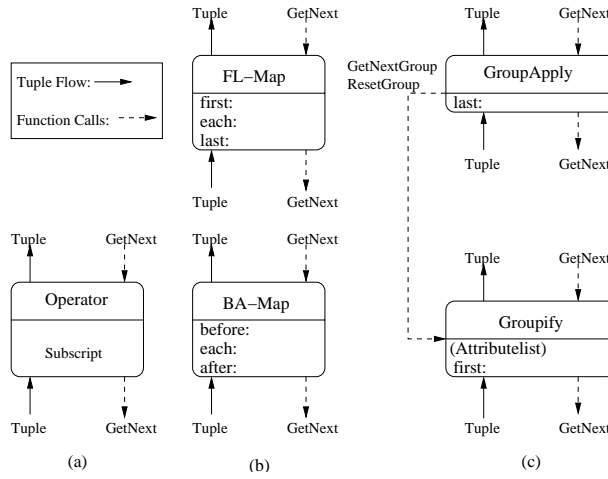 Tuple Flow:
Function Calls:
Tuple GetNext
Operator
Subscript
Tuple GetNext
(a)
Tuple GetNext
FL-Map
first:
each:
last:
Tuple GetNext
Tuple GetNext
BA-Map
before:
each:
after:
Tuple GetNext
(b)
Tuple GetNext
GetNextGroup
ResetGroup
GroupApply
last:
Tuple GetNext
Tuple GetNext
Groupify
(Attributelist)
first:
Tuple GetNext
(c)